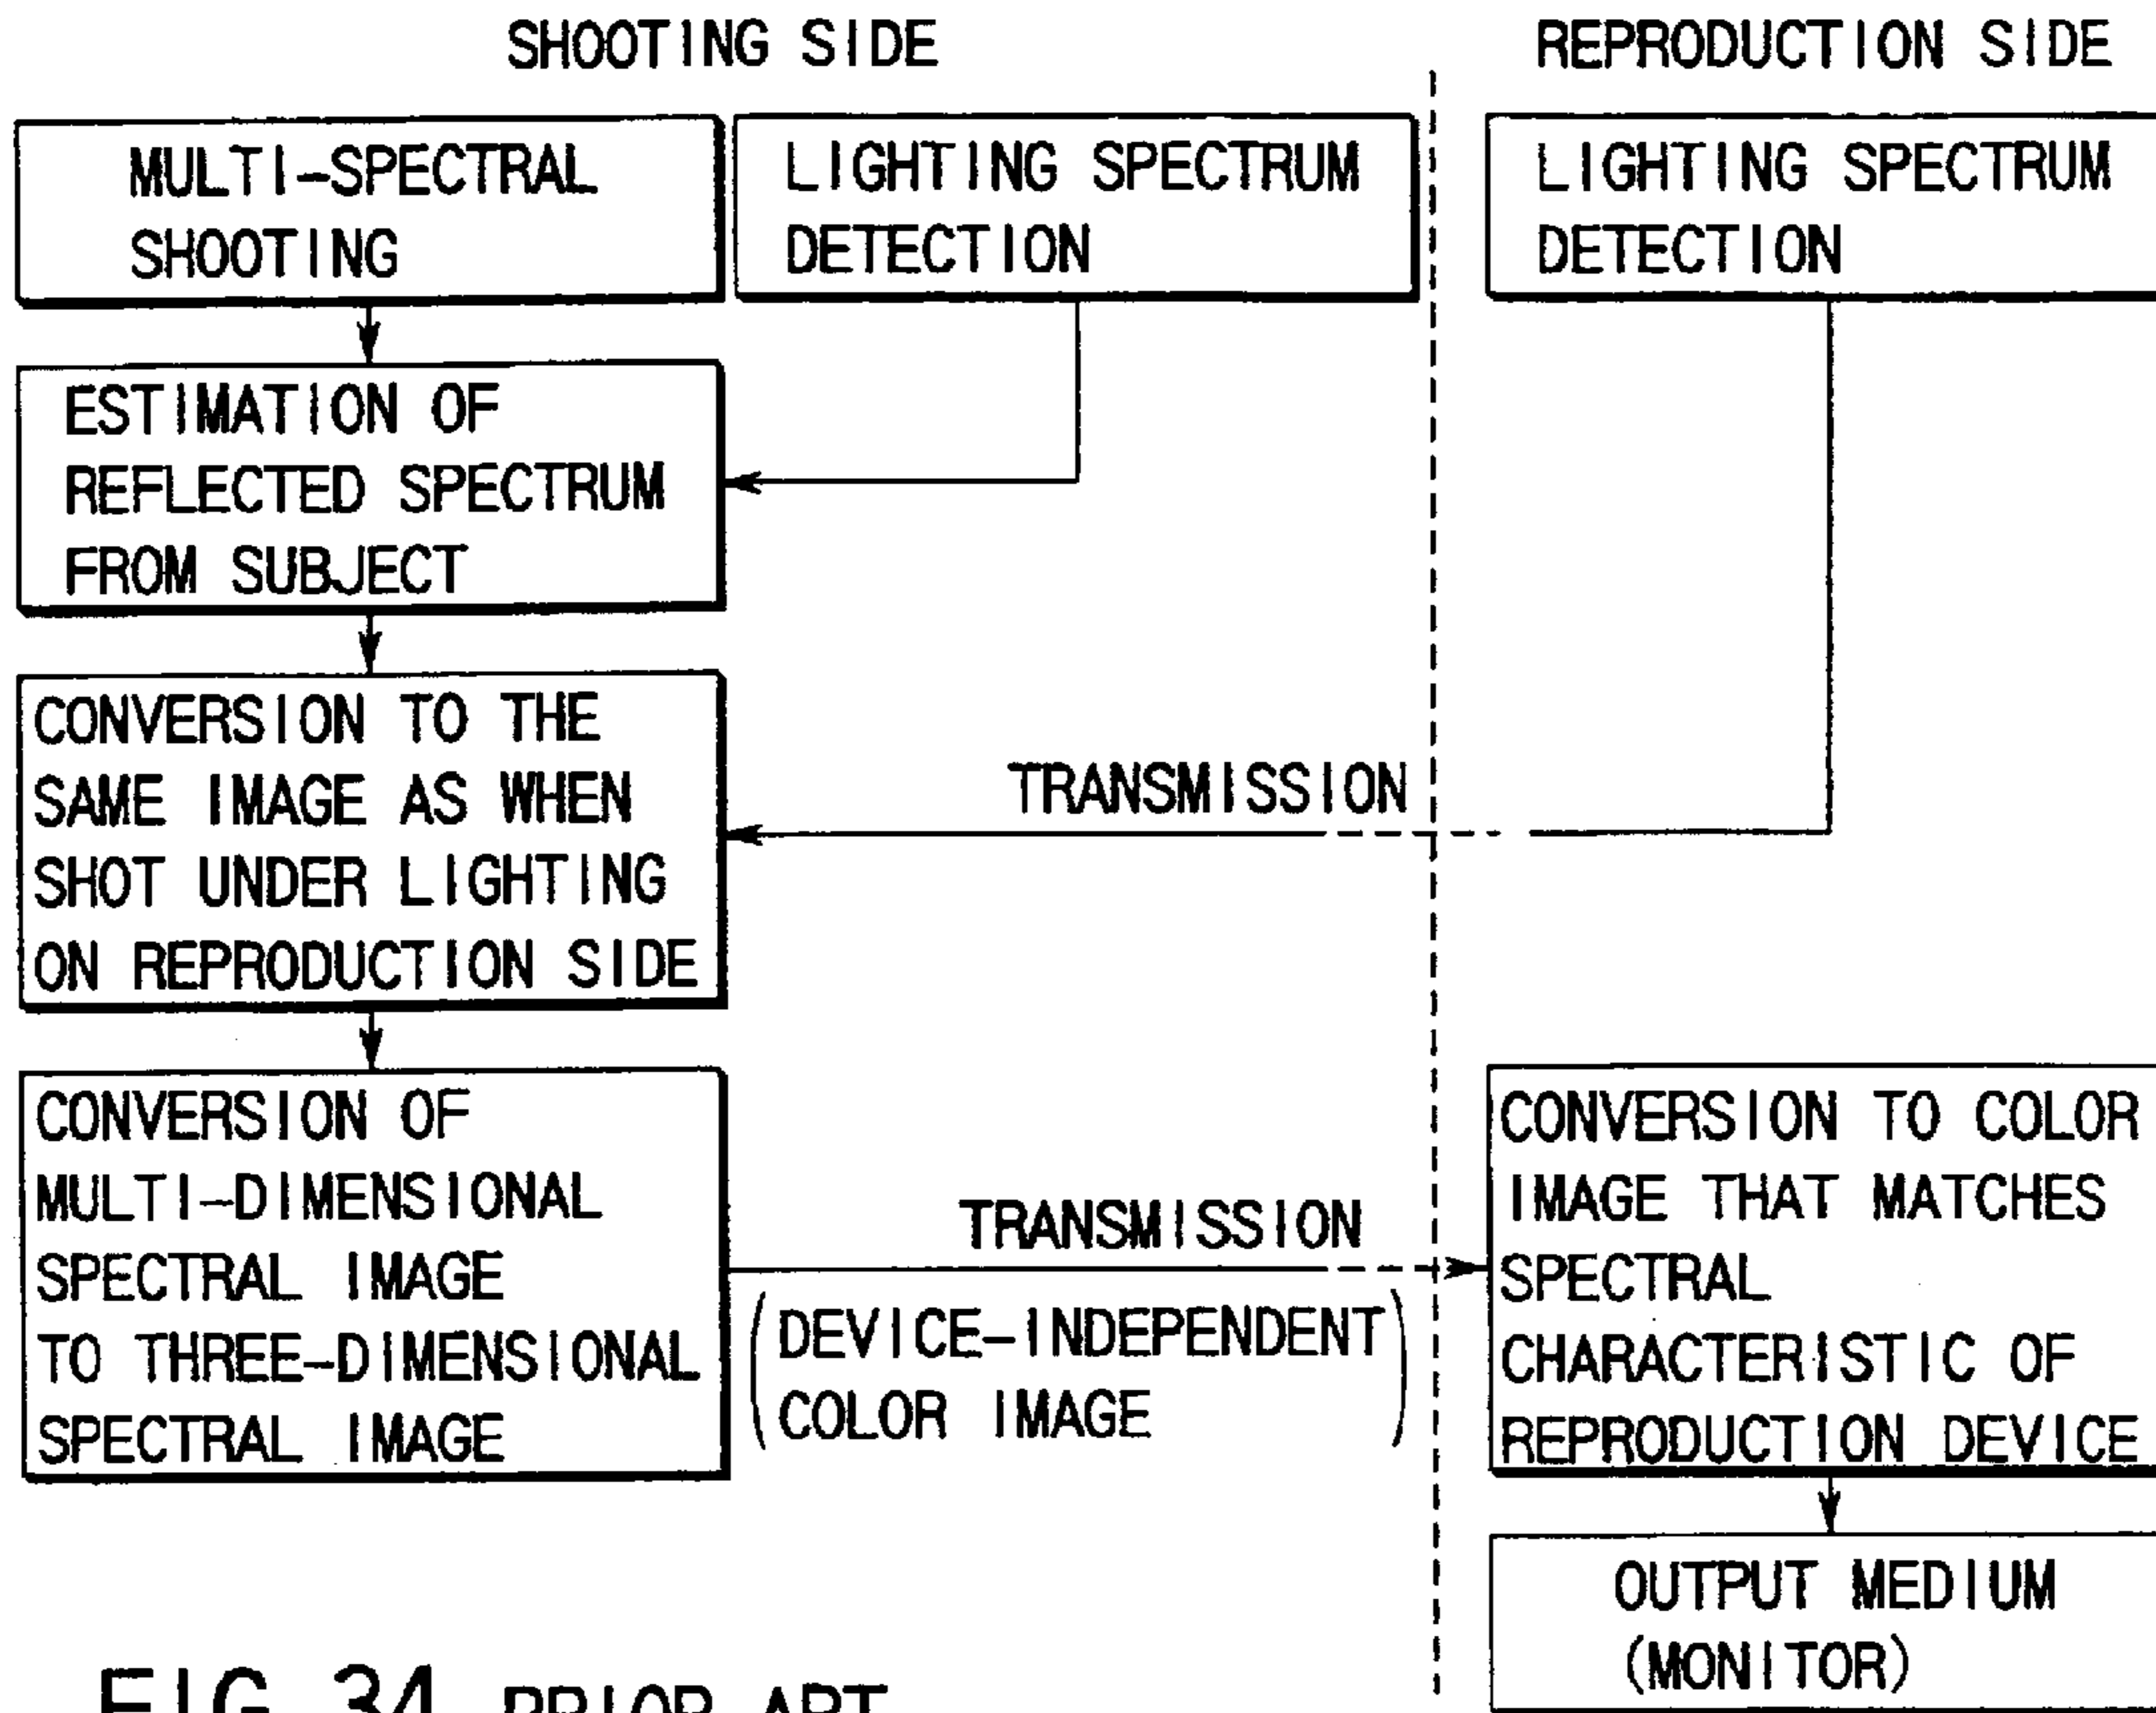 SHOOTING SIDE
REPRODUCTION SIDE
MULTI-SPECTRAL
SHOOTING
LIGHTING SPECTRUM
DETECTION
LIGHTING SPECTRUM
DETECTION
ESTIMATION OF
REFLECTED SPECTRUM
FROM SUBJECT
CONVERSION TO THE
SAME IMAGE AS WHEN
SHOT UNDER LIGHTING
ON REPRODUCTION SIDE
TRANSMISSION
CONVERSION OF
MULTI-DIMENSIONAL
SPECTRAL IMAGE
TO THREE-DIMENSIONAL
SPECTRAL IMAGE
TRANSMISSION
(DEVICE-INDEPENDENT
COLOR IMAGE)
CONVERSION TO COLOR
IMAGE THAT MATCHES
SPECTRAL
CHARACTERISTIC OF
REPRODUCTION DEVICE
OUTPUT MEDIUM
(MONITOR)
FIG. 34 PRIOR ART